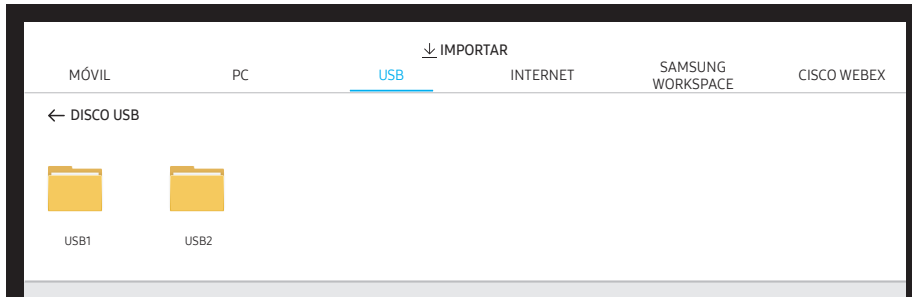 IMPORTAR
MÓVIL
PC
USB
INTERNET
SAMSUNG
WORKSPACE
CISCO WEBEX
DISCO USB
USB1
USB2